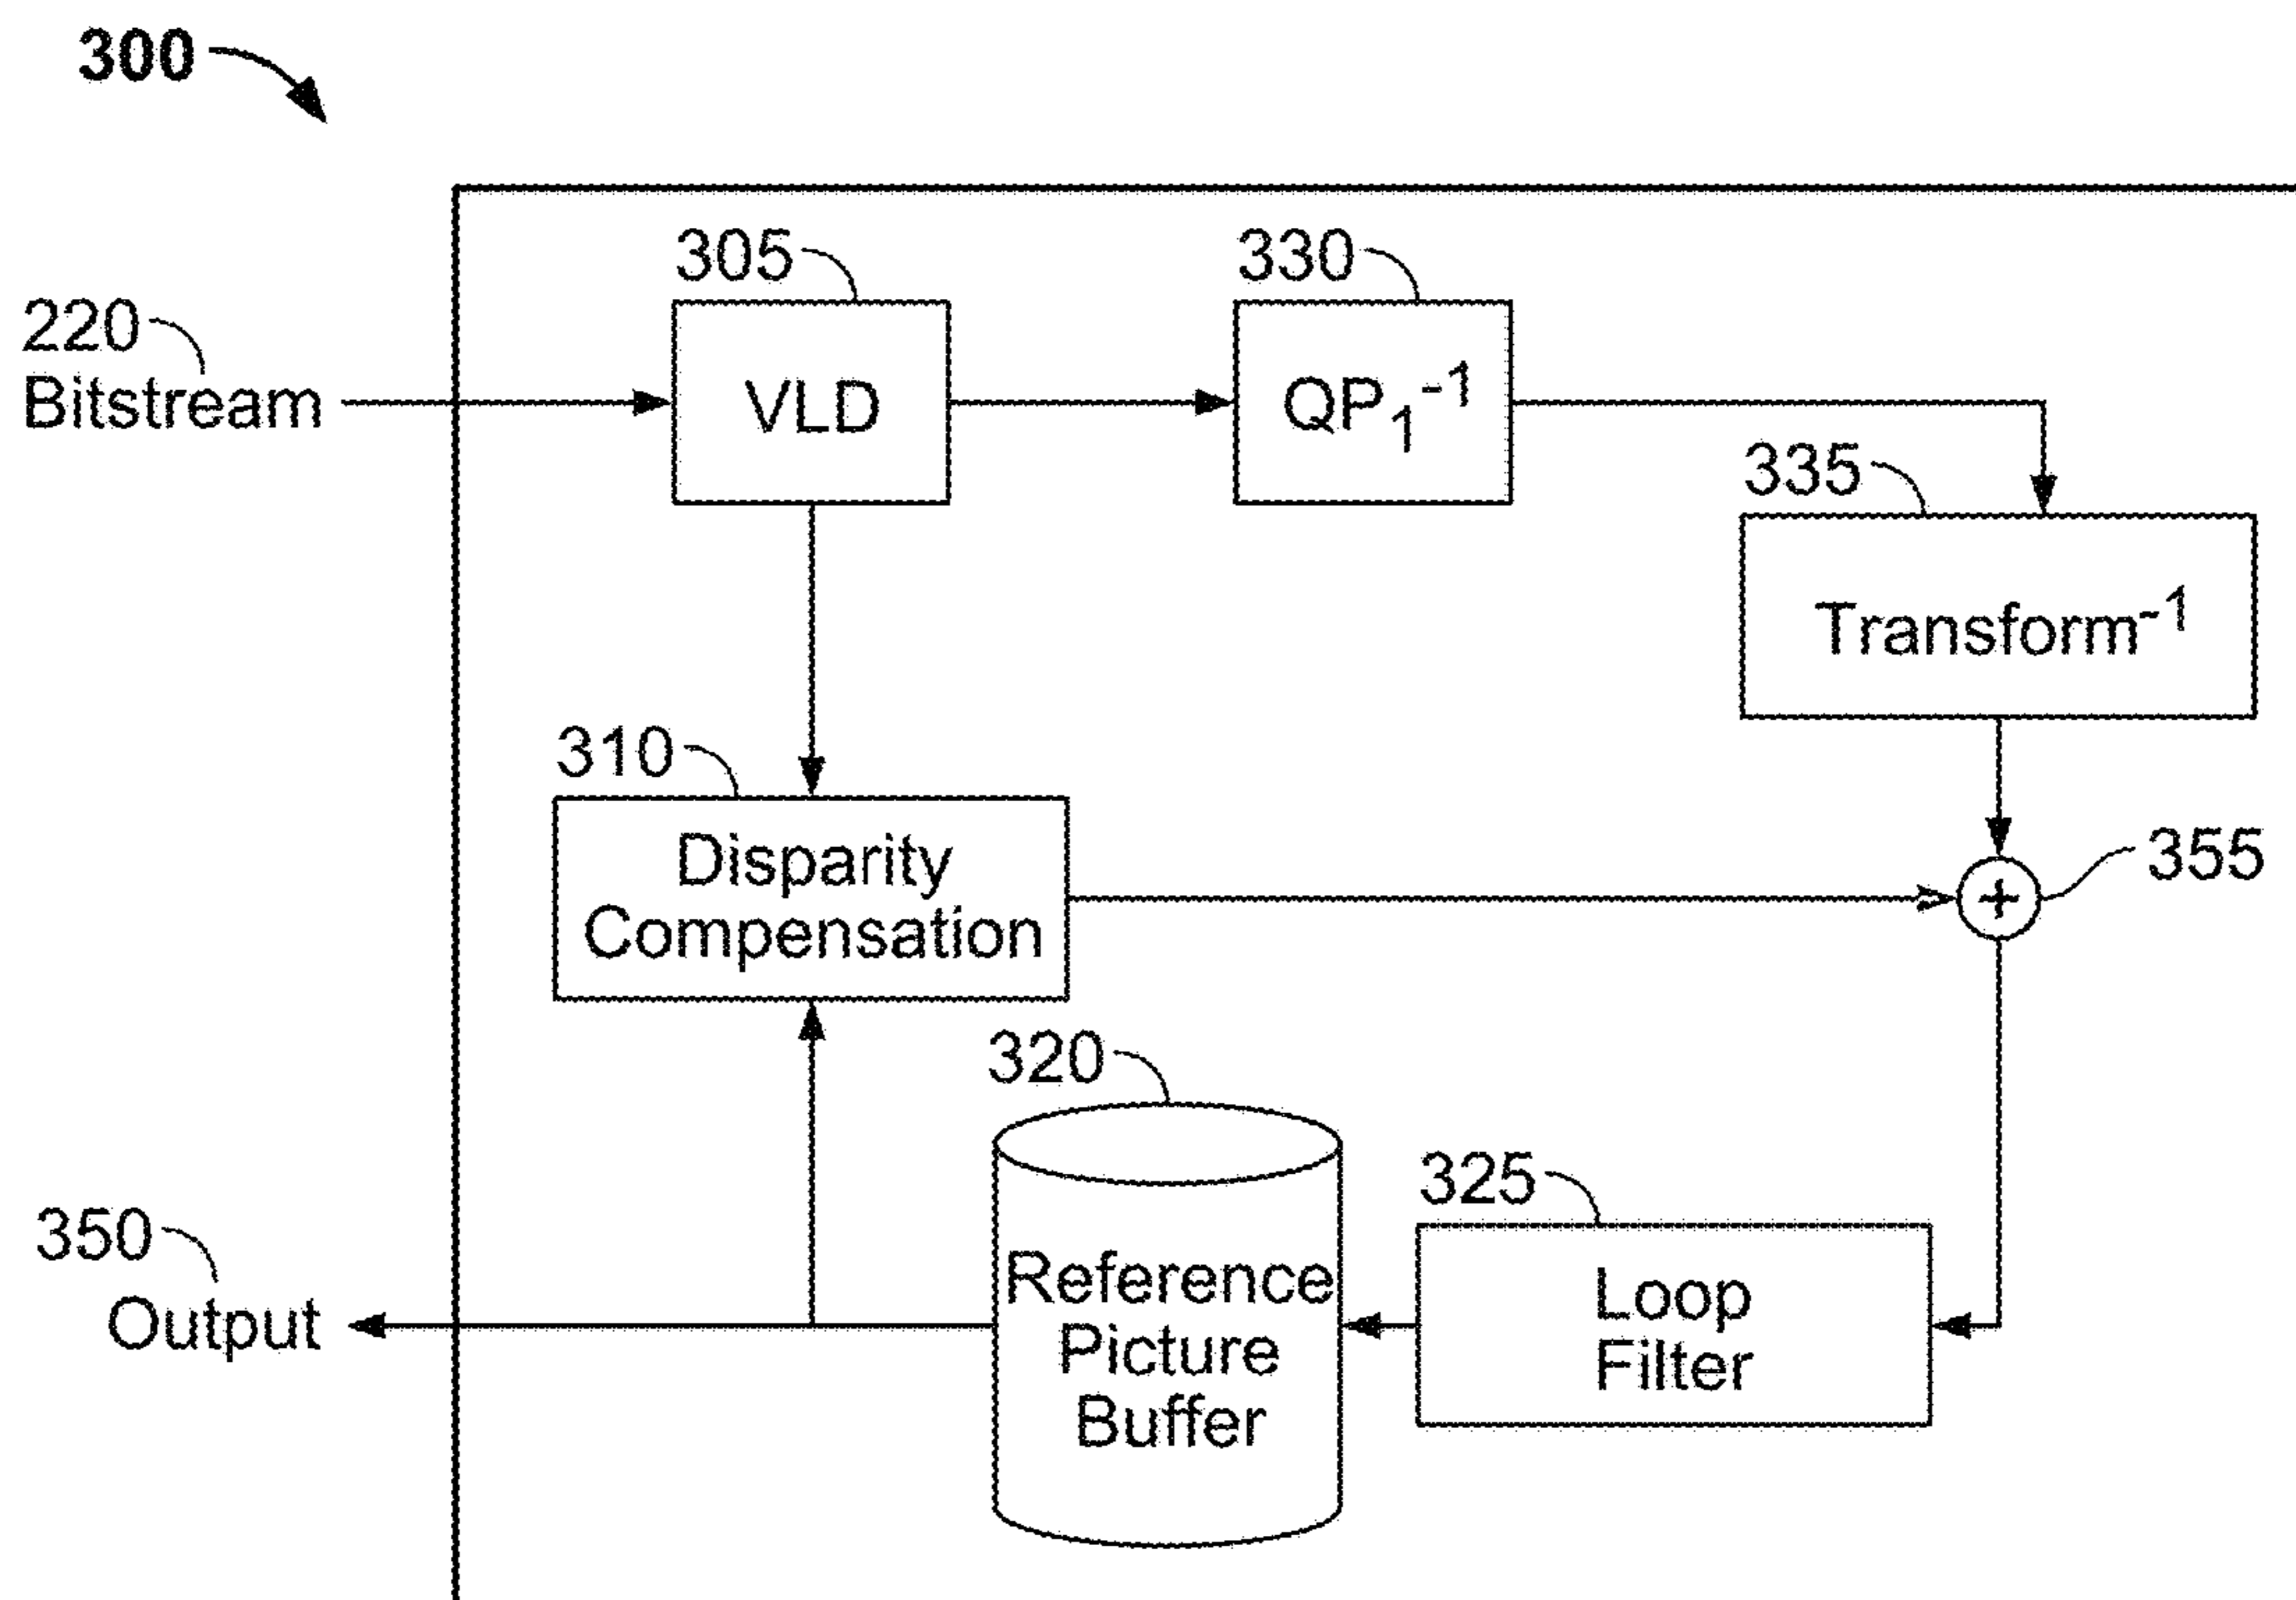 300
305
330
220
Bitstream
VLD
QP₁⁻¹
335
Transform⁻¹
310
Disparity
Compensation
+
355
320
325
350
Output
Reference
Picture
Buffer
Loop
Filter